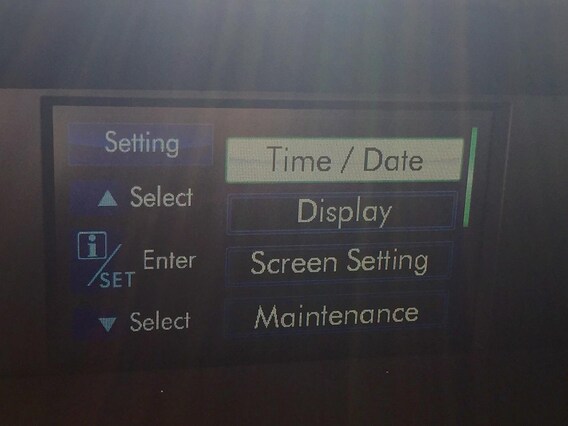 Setting
▲ Select
i/SET Enter
▼ Select
Time / Date
Display
Screen Setting
Maintenance